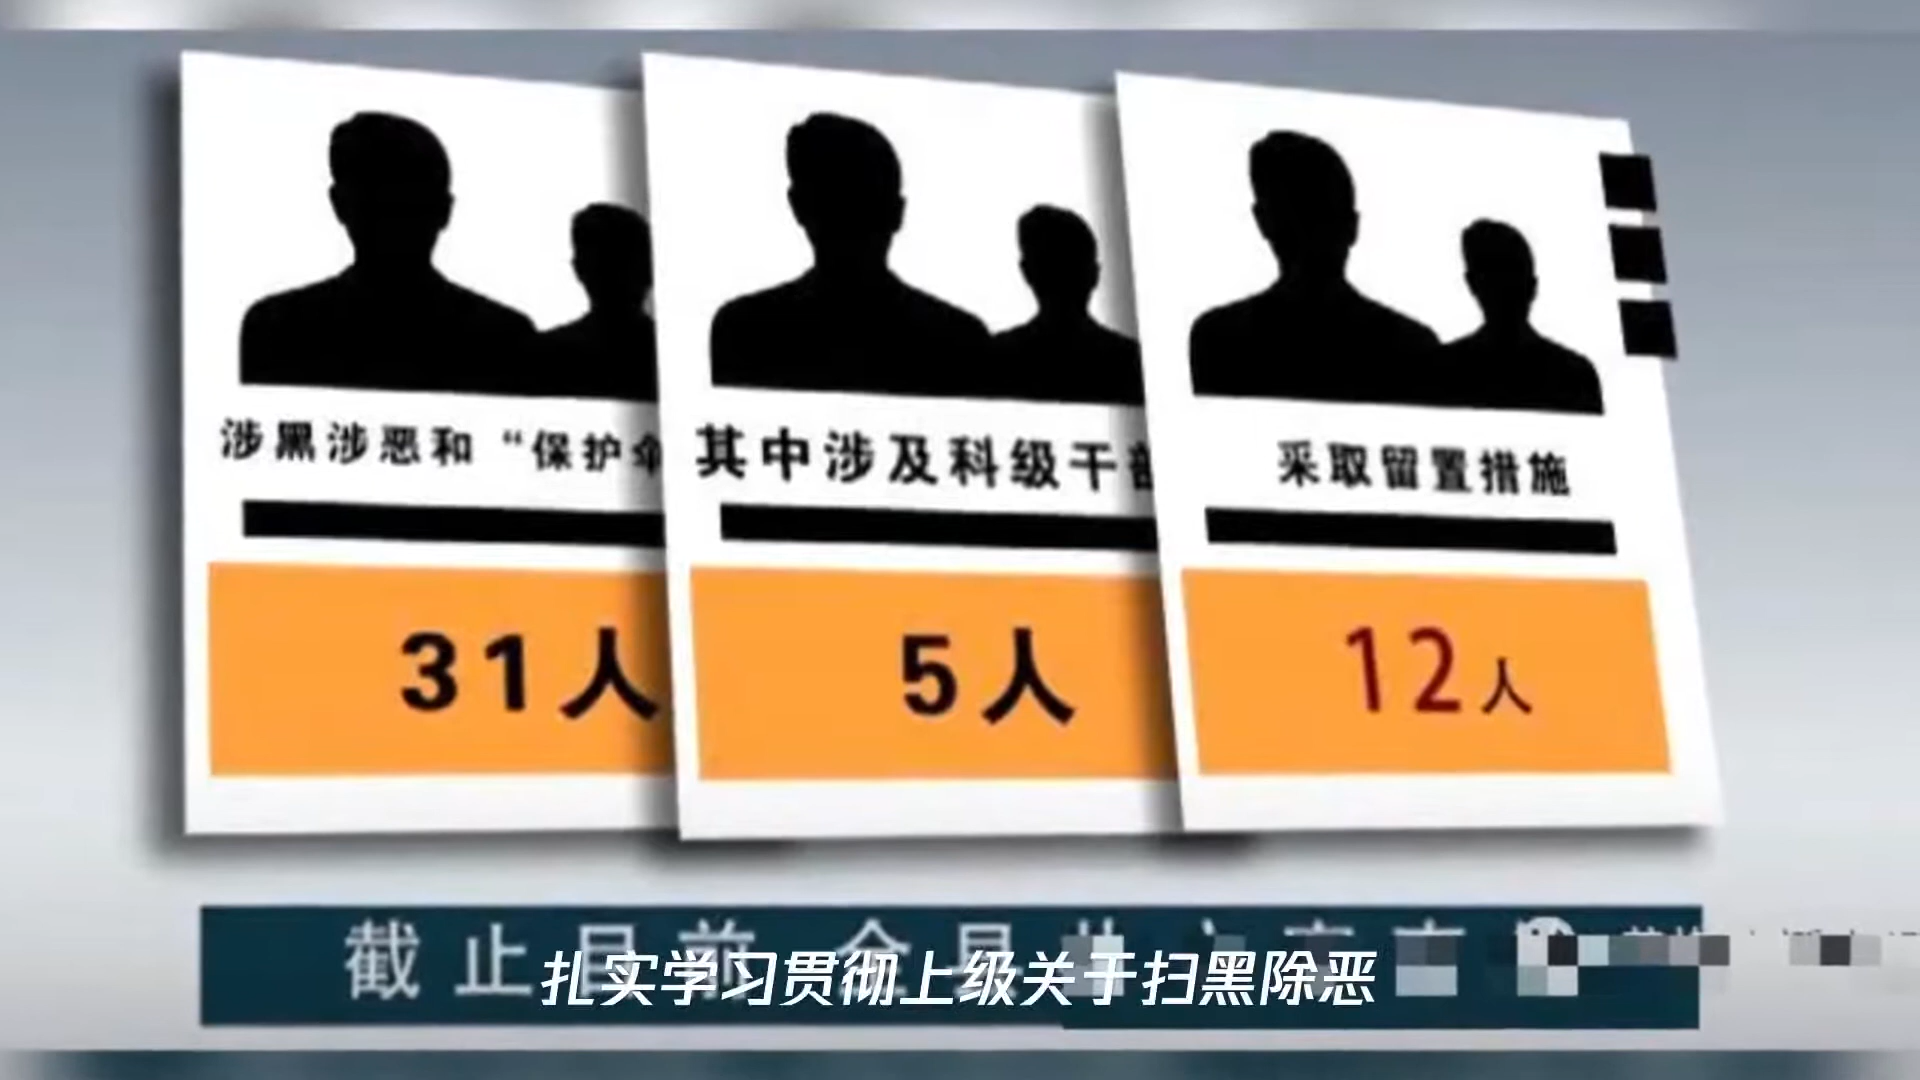 涉黑涉恶和“保护伞
其中涉及科级干部
采取留置措施
31人
5人
12人
截止目前
扎实学习贯彻上级关于扫黑除恶